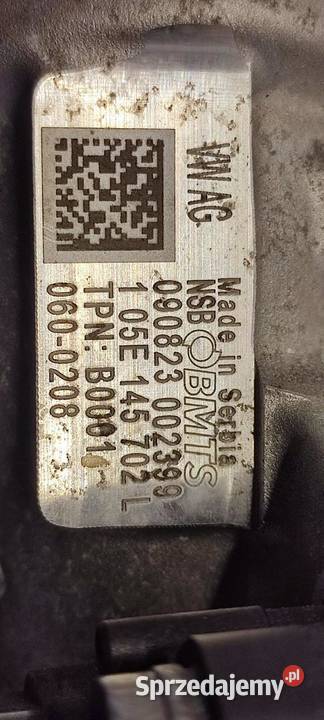 VW AG
Made in Serbia
NSB BMTS
090823 002399
1 05E 145 702 L
TPN: B0001
060-0208
Sprzedajemy.pl